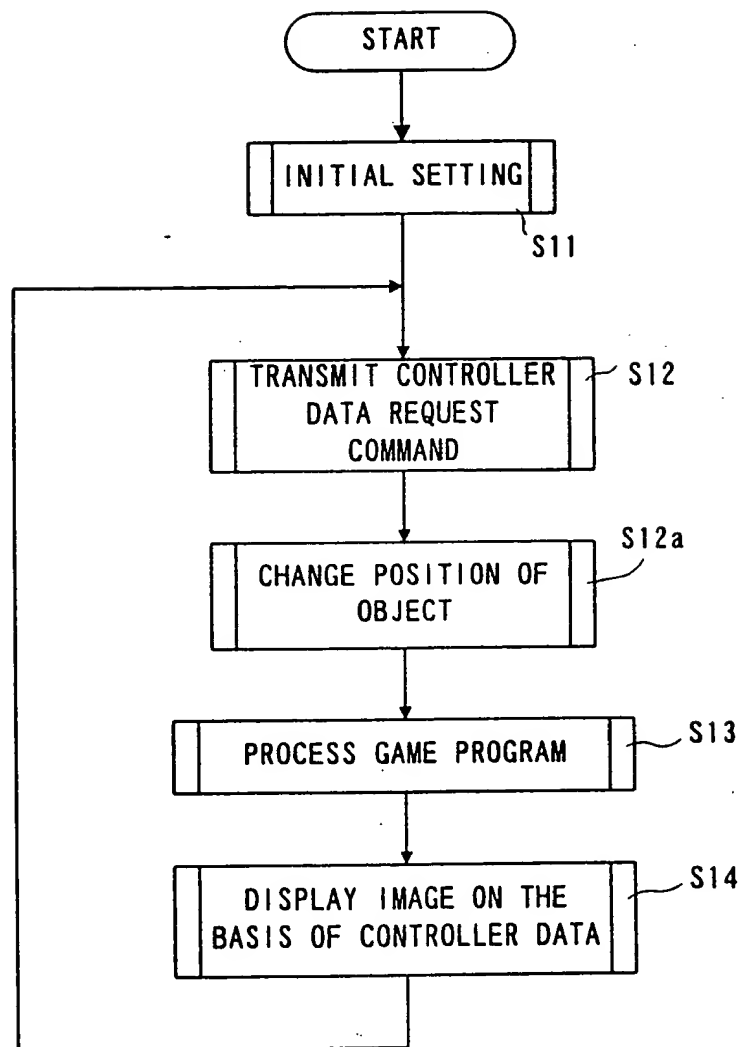 START
INITIAL SETTING
S11
TRANSMIT CONTROLLER
DATA REQUEST
COMMAND
S12
CHANGE POSITION OF
OBJECT
S12a
PROCESS GAME PROGRAM
S13
DISPLAY IMAGE ON THE
BASIS OF CONTROLLER DATA
S14